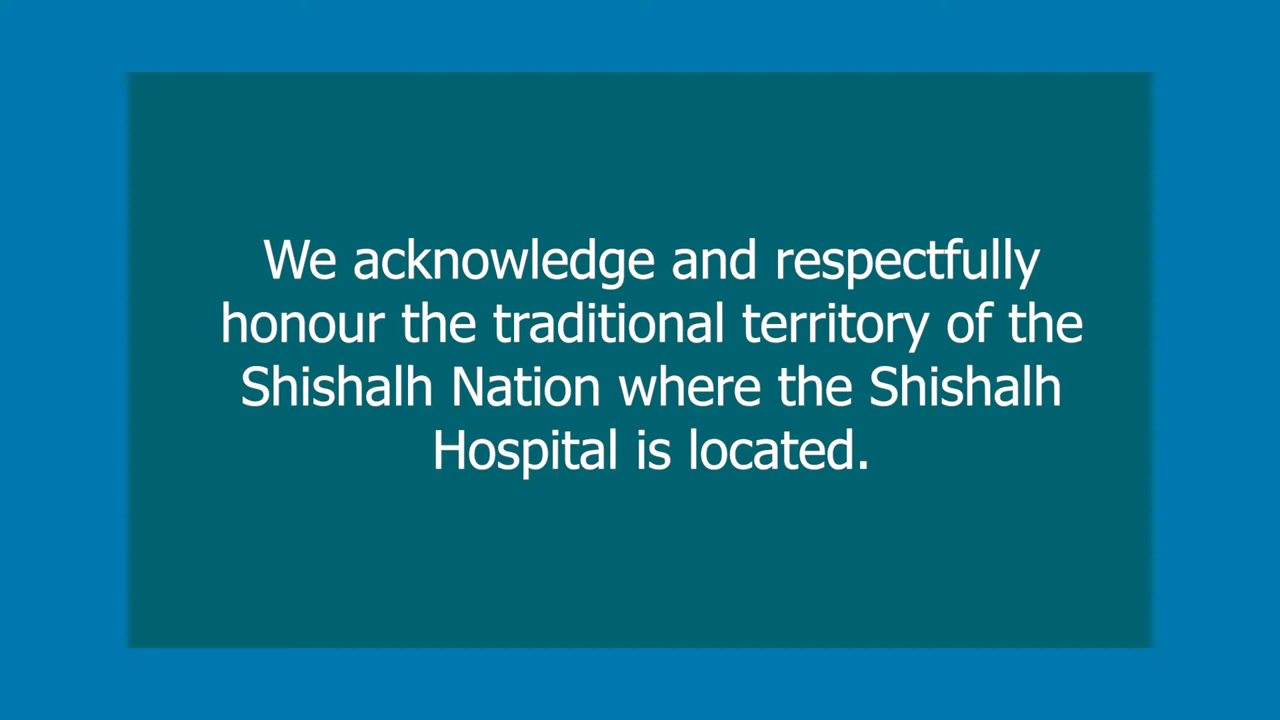 We acknowledge and respectfully
honour the traditional territory of the
Shishalh Nation where the Shishalh
Hospital is located.